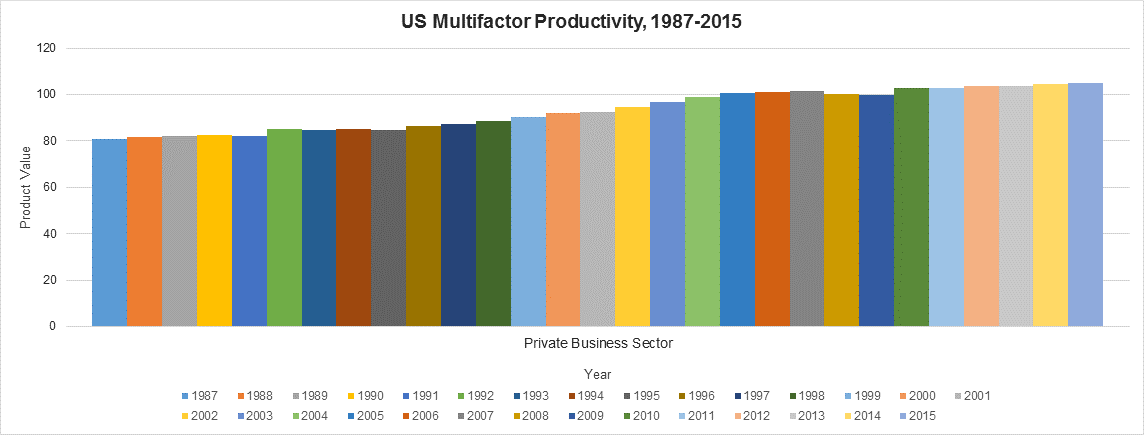 US Multifactor Productivity, 1987-2015
120
100
80
60
40
20
0
Product Value
Private Business Sector
Year
1987 1988 1989 1990 1991 1992 1993 1994 1995 1996 1997 1998 1999 2000 2001
2002 2003 2004 2005 2006 2007 2008 2009 2010 2011 2012 2013 2014 2015